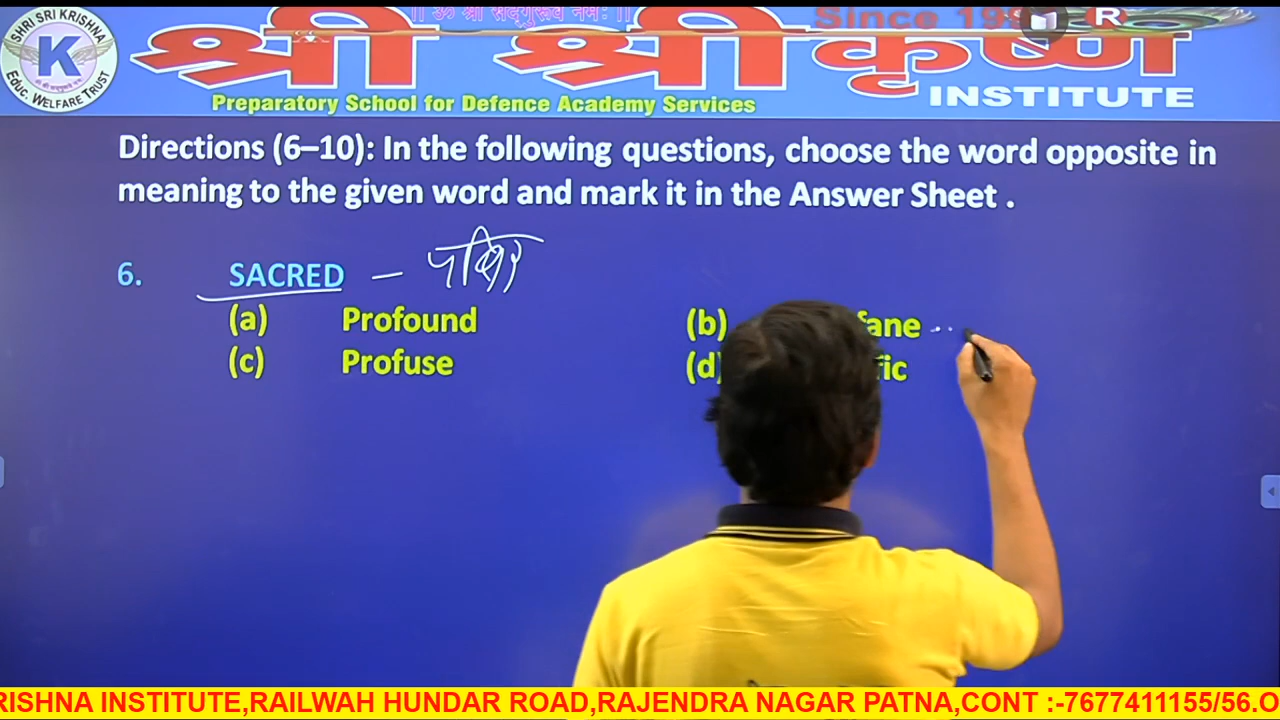 || ॐ श्री सद्गुरूवे नमः ||
Since
R
SHRI SRI KRISHNA
K
Educ. WELFARE TRUST
श्री श्री कृष्ण
INSTITUTE
Preparatory School for Defence Academy Services
Directions (6–10): In the following questions, choose the word opposite in
meaning to the given word and mark it in the Answer Sheet .
6. SACRED – पवित्र
(a) Profound (b) fane
(c) Profuse (d) fic
RISHNA INSTITUTE,RAILWAH HUNDAR ROAD,RAJENDRA NAGAR PATNA,CONT :-7677411155/56.O